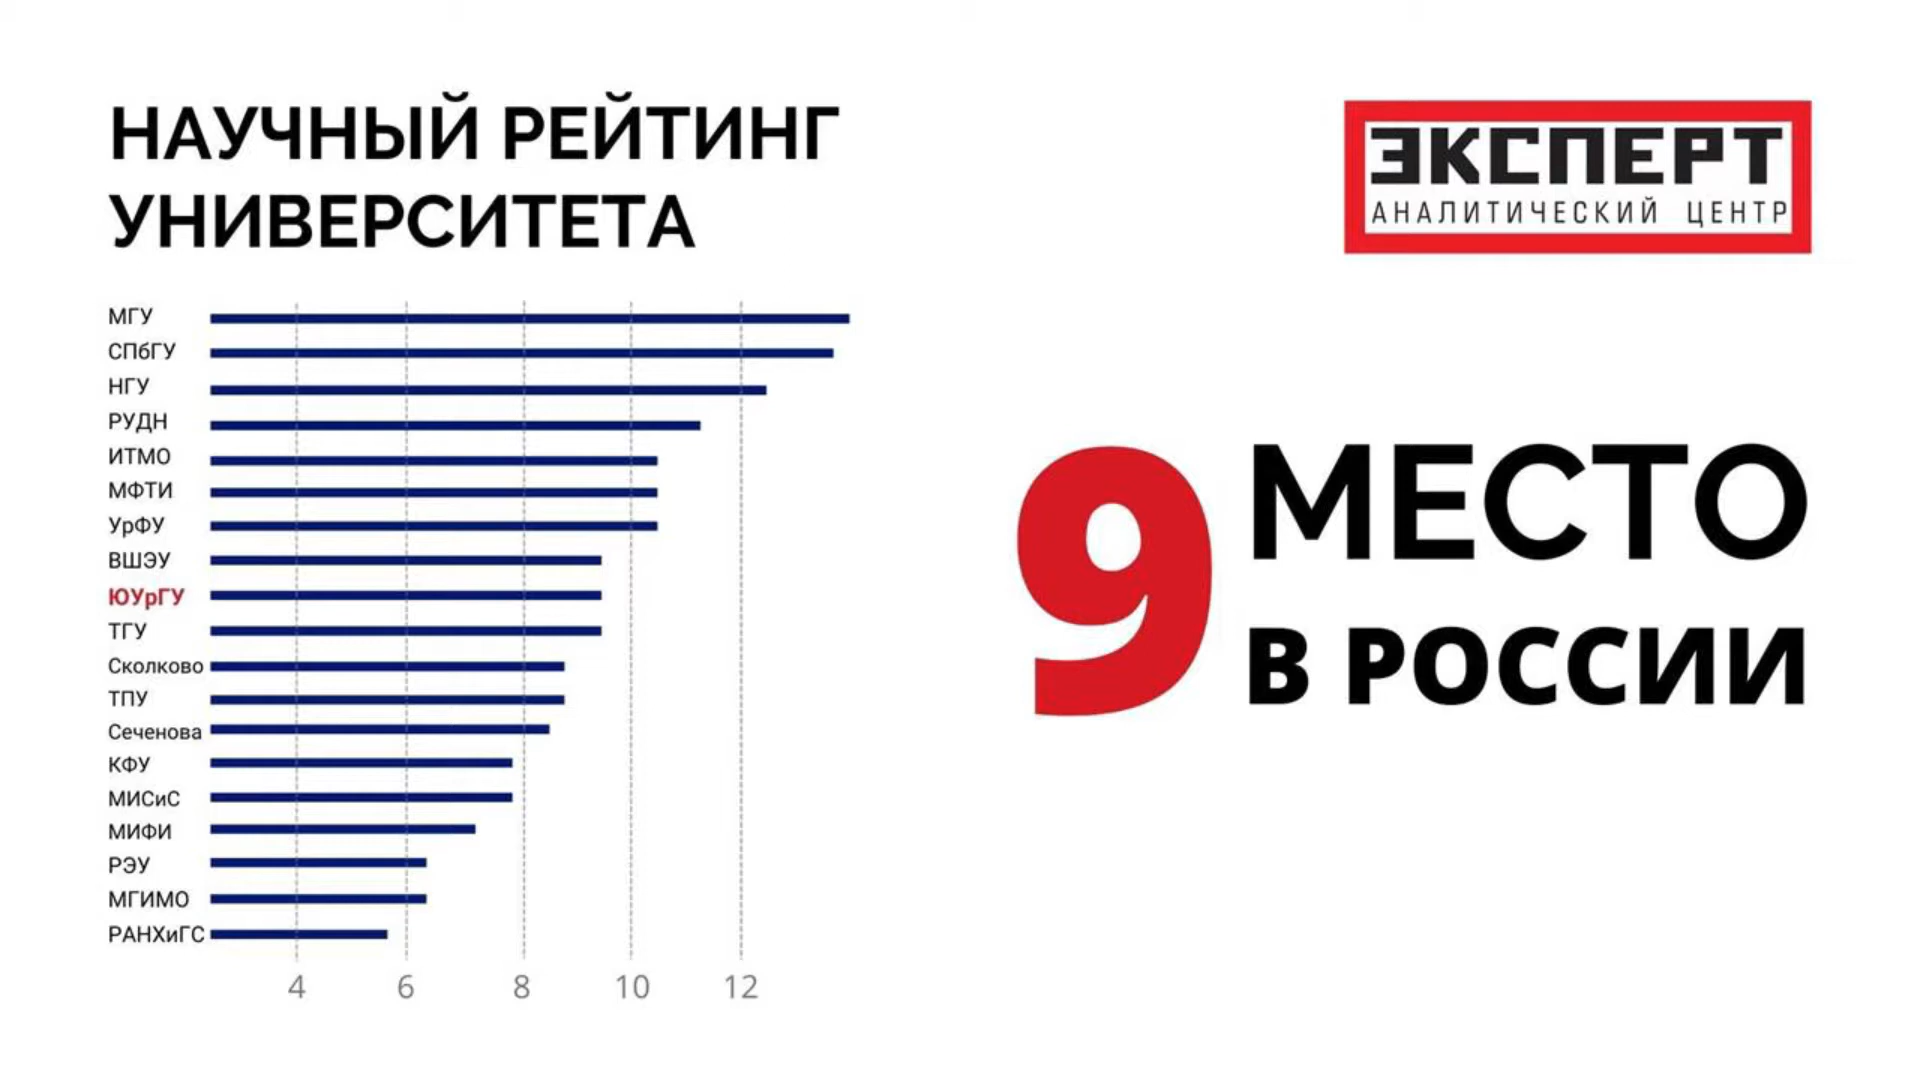 НАУЧНЫЙ РЕЙТИНГ
УНИВЕРСИТЕТА
ЭКСПЕРТ
АНАЛИТИЧЕСКИЙ ЦЕНТР
МГУ
СПбГУ
НГУ
РУДН
ИТМО
МФТИ
УрФУ
ВШЭУ
ЮУрГУ
ТГУ
Сколково
ТПУ
Сеченова
КФУ
МИСиС
МИФИ
РЭУ
МГИМО
РАНХиГС
4 6 8 10 12
9 МЕСТО
В РОССИИ